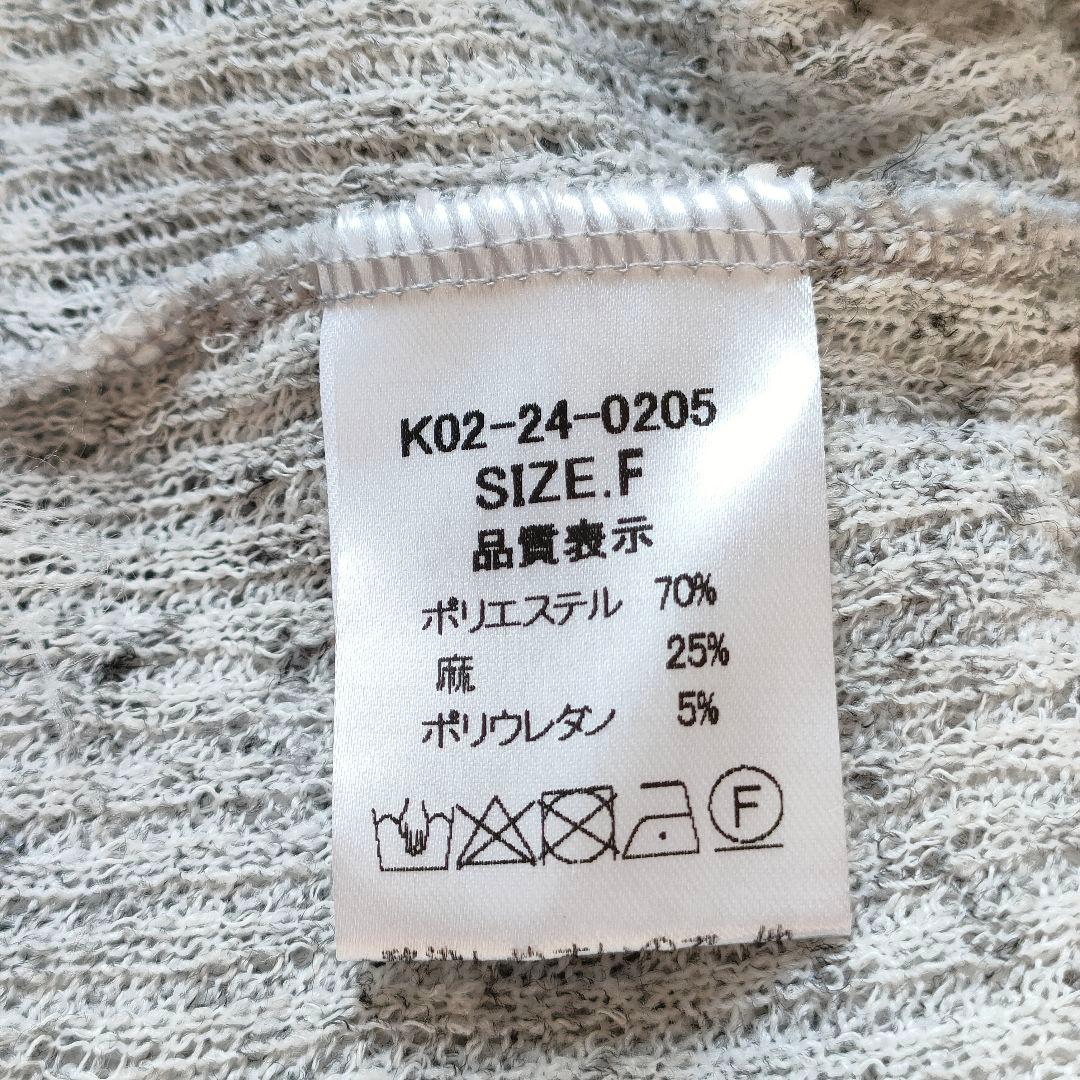 K02-24-0205
SIZE.F
品質表示
ポリエステル 70%
麻 25%
ポリウレタン 5%
F